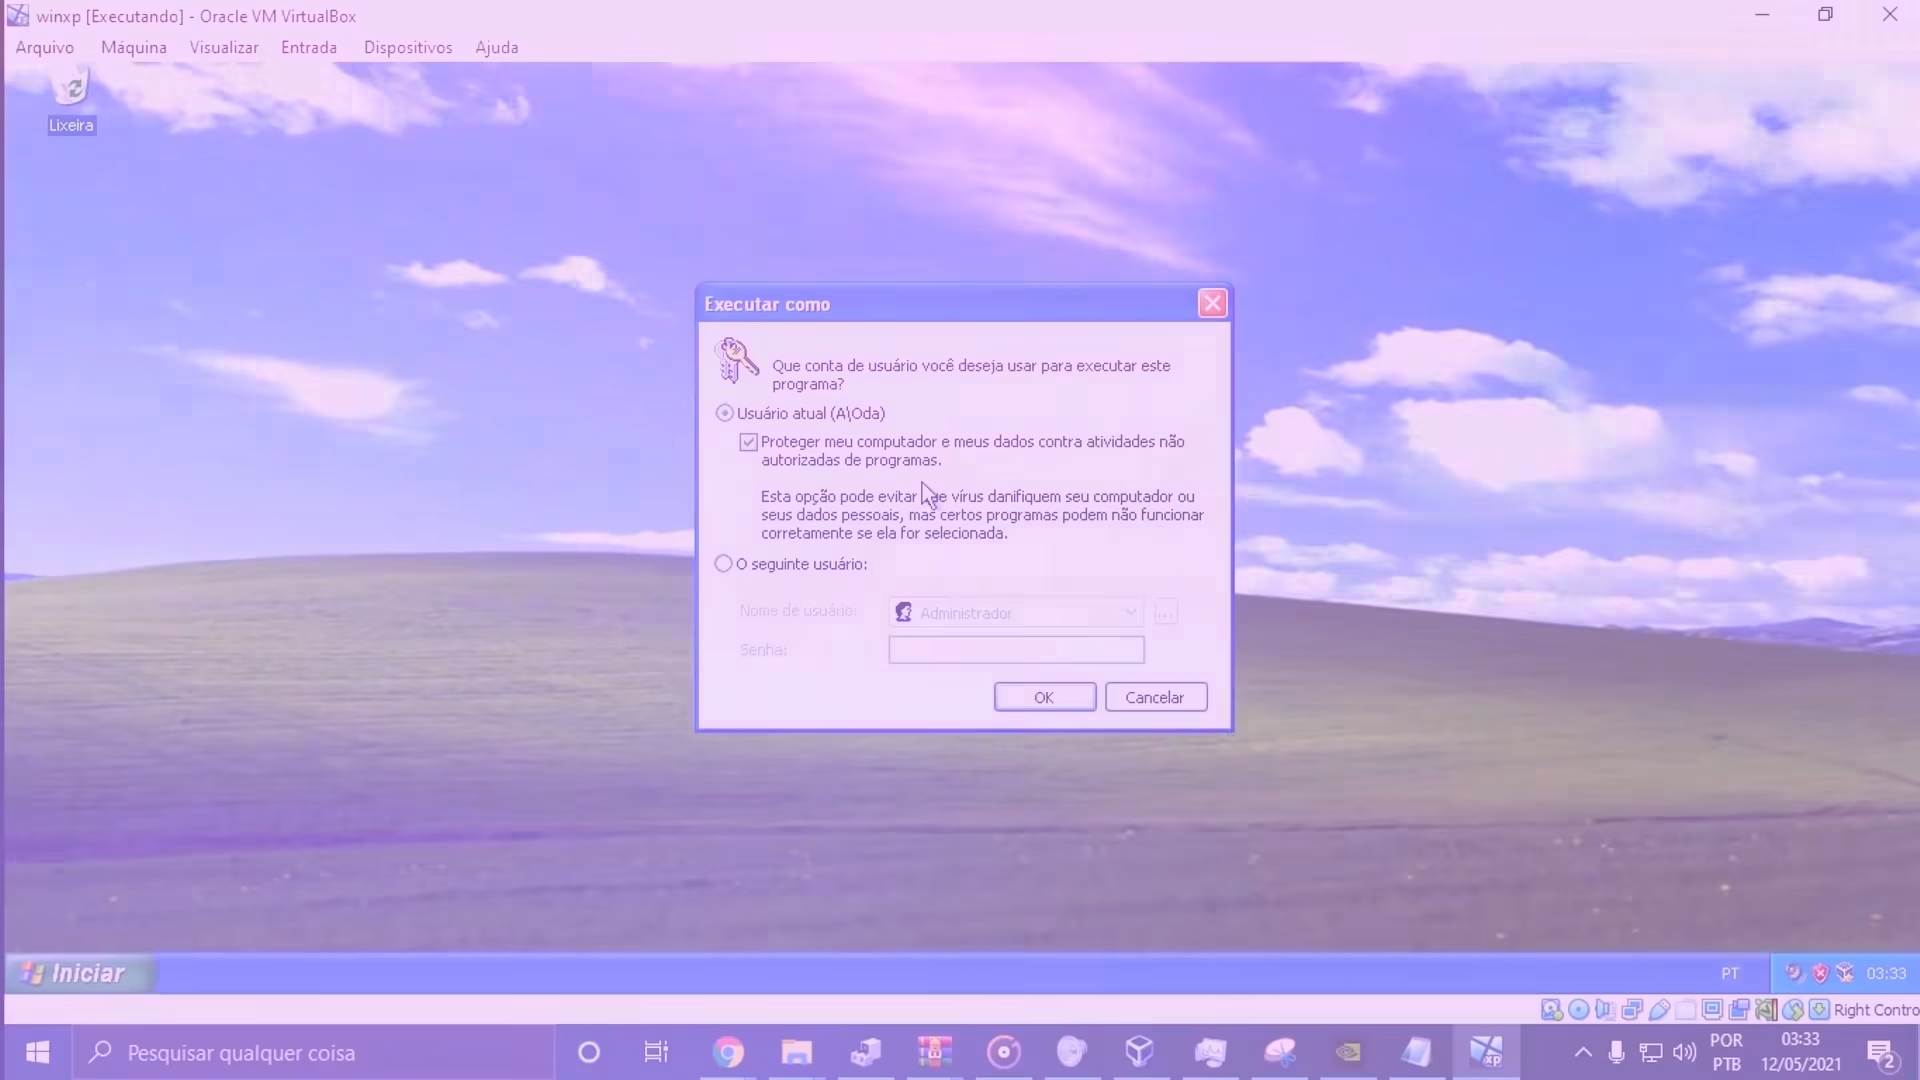 winxp [Executando] - Oracle VM VirtualBox
Arquivo Máquina Visualizar Entrada Dispositivos Ajuda
Lixeira
Executar como
Que conta de usuário você deseja usar para executar este
programa?
Usuário atual (A\Oda)
Proteger meu computador e meus dados contra atividades não
autorizadas de programas.
Esta opção pode evitar vírus danifiquem seu computador ou
seus dados pessoais, mas certos programas podem não funcionar
corretamente se ela for selecionada.
O seguinte usuário:
Nome de usuário: Administrador ...
Senha:
OK Cancelar
Iniciar PT 03:33
Right Contro
Pesquisar qualquer coisa
xp
POR 03:33
PTB 12/05/2021 2